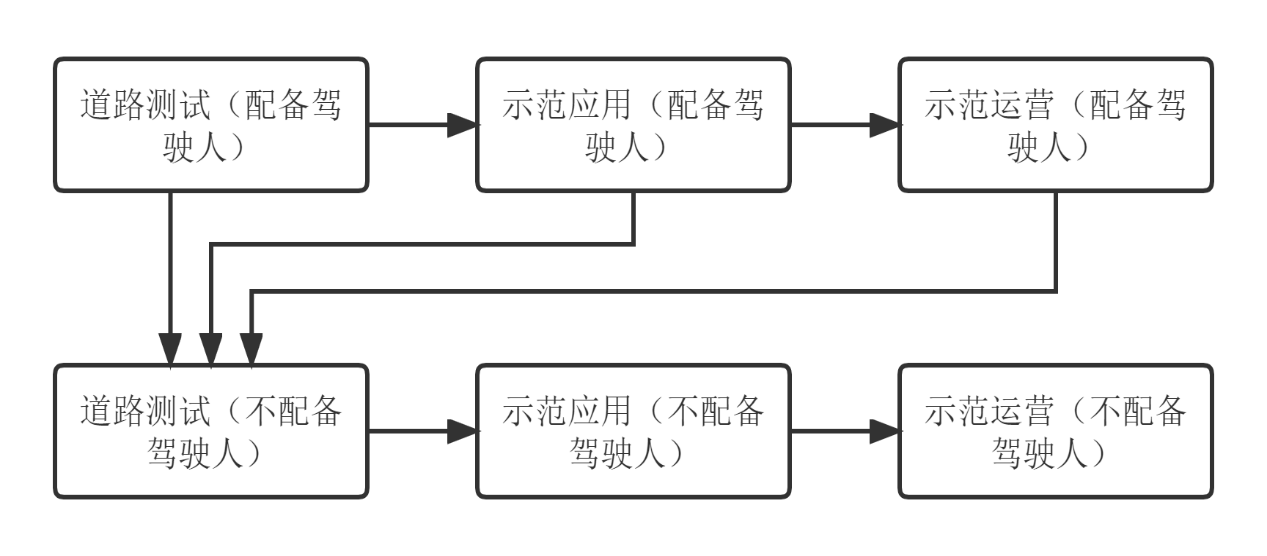 道路测试（配备驾
驶人）
示范应用（配备驾
驶人）
示范运营（配备驾
驶人）
道路测试（不配备
驾驶人）
示范应用（不配备
驾驶人）
示范运营（不配备
驾驶人）